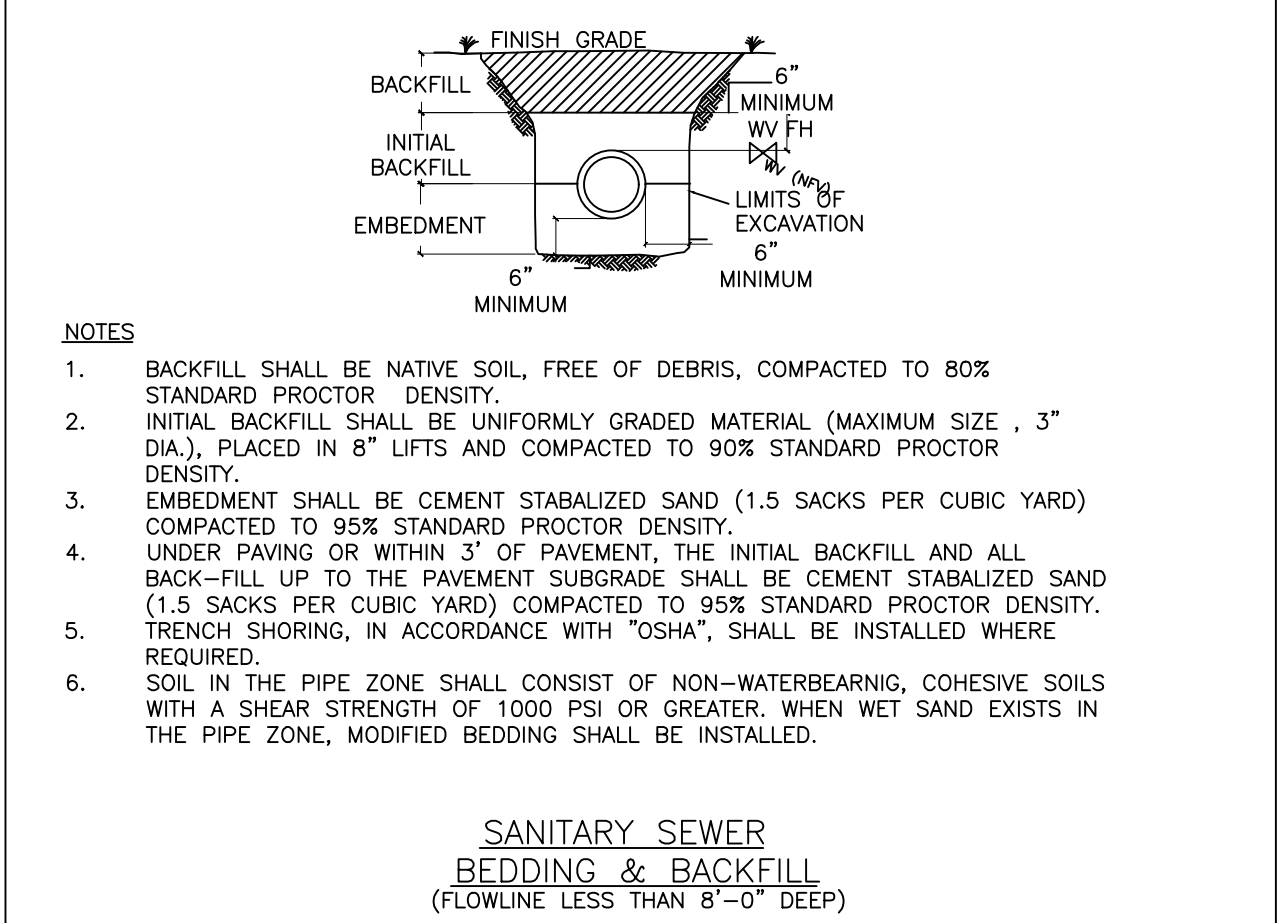 FINISH GRADE
BACKFILL
6"
MINIMUM
WV FH
INITIAL
BACKFILL
WV (NFV)
LIMITS OF
EXCAVATION
EMBEDMENT
6"
MINIMUM
6"
MINIMUM
NOTES
1. BACKFILL SHALL BE NATIVE SOIL, FREE OF DEBRIS, COMPACTED TO 80%
STANDARD PROCTOR DENSITY.
2. INITIAL BACKFILL SHALL BE UNIFORMLY GRADED MATERIAL (MAXIMUM SIZE , 3"
DIA.), PLACED IN 8" LIFTS AND COMPACTED TO 90% STANDARD PROCTOR
DENSITY.
3. EMBEDMENT SHALL BE CEMENT STABALIZED SAND (1.5 SACKS PER CUBIC YARD)
COMPACTED TO 95% STANDARD PROCTOR DENSITY.
4. UNDER PAVING OR WITHIN 3' OF PAVEMENT, THE INITIAL BACKFILL AND ALL
BACK-FILL UP TO THE PAVEMENT SUBGRADE SHALL BE CEMENT STABALIZED SAND
(1.5 SACKS PER CUBIC YARD) COMPACTED TO 95% STANDARD PROCTOR DENSITY.
5. TRENCH SHORING, IN ACCORDANCE WITH "OSHA", SHALL BE INSTALLED WHERE
REQUIRED.
6. SOIL IN THE PIPE ZONE SHALL CONSIST OF NON-WATERBEARNIG, COHESIVE SOILS
WITH A SHEAR STRENGTH OF 1000 PSI OR GREATER. WHEN WET SAND EXISTS IN
THE PIPE ZONE, MODIFIED BEDDING SHALL BE INSTALLED.
SANITARY SEWER
BEDDING & BACKFILL
(FLOWLINE LESS THAN 8'-0" DEEP)